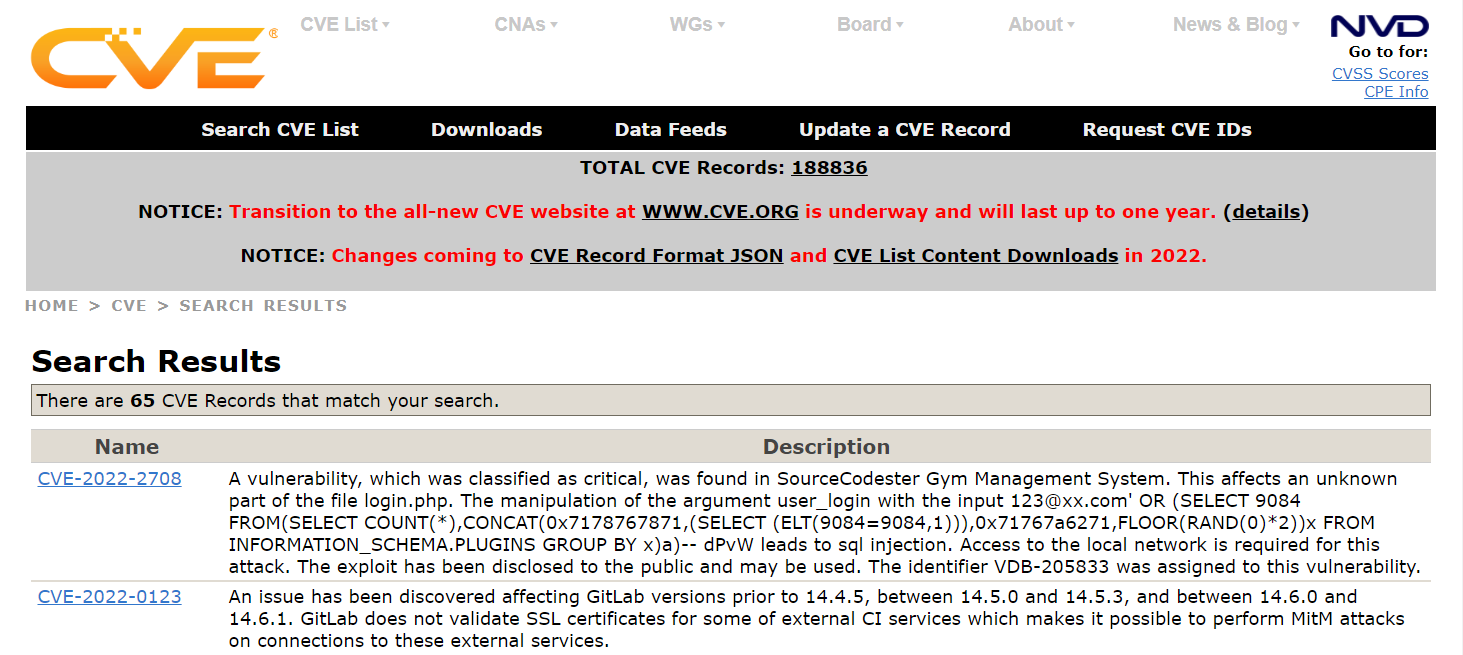 CVE®
CVE List CNAs WGs Board About News & Blog
NVD
Go to for:
CVSS Scores
CPE Info
Search CVE List Downloads Data Feeds Update a CVE Record Request CVE IDs
TOTAL CVE Records: 188836
NOTICE: Transition to the all-new CVE website at WWW.CVE.ORG is underway and will last up to one year. (details)
NOTICE: Changes coming to CVE Record Format JSON and CVE List Content Downloads in 2022.
HOME > CVE > SEARCH RESULTS
Search Results
There are 65 CVE Records that match your search.
Name Description
CVE-2022-2708 A vulnerability, which was classified as critical, was found in SourceCodester Gym Management System. This affects an unknown
part of the file login.php. The manipulation of the argument user_login with the input 123@xx.com' OR (SELECT 9084
FROM(SELECT COUNT(*),CONCAT(0x7178767871,(SELECT (ELT(9084=9084,1))),0x71767a6271,FLOOR(RAND(0)*2))x FROM
INFORMATION_SCHEMA.PLUGINS GROUP BY x)a)-- dPvW leads to sql injection. Access to the local network is required for this
attack. The exploit has been disclosed to the public and may be used. The identifier VDB-205833 was assigned to this vulnerability.
CVE-2022-0123 An issue has been discovered affecting GitLab versions prior to 14.4.5, between 14.5.0 and 14.5.3, and between 14.6.0 and
14.6.1. GitLab does not validate SSL certificates for some of external CI services which makes it possible to perform MitM attacks
on connections to these external services.